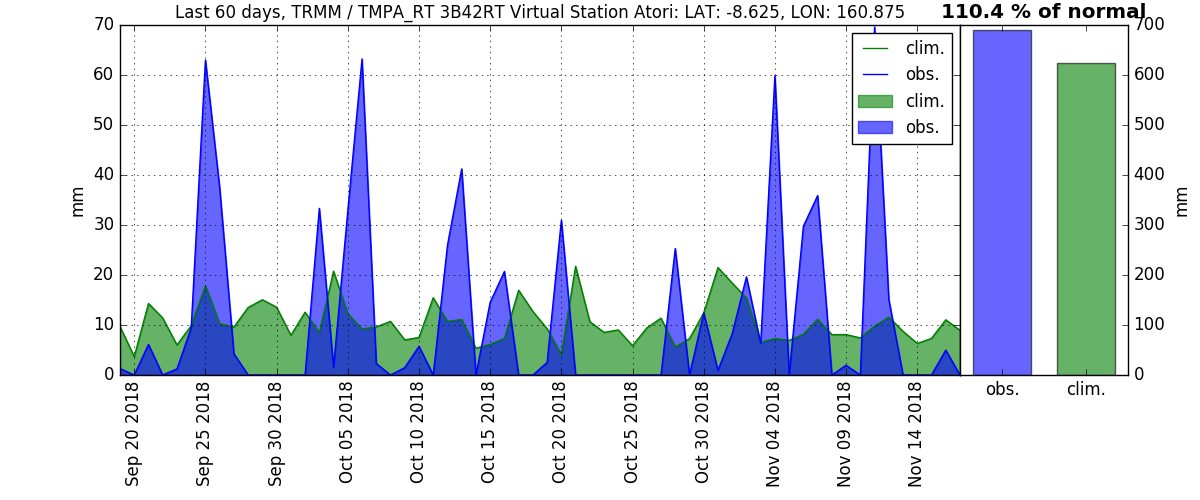 Last 60 days, TRMM / TMPA_RT 3B42RT Virtual Station Atori: LAT: -8.625, LON: 160.875
110.4 % of normal
70
60
50
40
30
20
10
0
mm
clim.
obs.
clim.
obs.
700
600
500
400
300
200
100
0
mm
Sep 20 2018
Sep 25 2018
Sep 30 2018
Oct 05 2018
Oct 10 2018
Oct 15 2018
Oct 20 2018
Oct 25 2018
Oct 30 2018
Nov 04 2018
Nov 09 2018
Nov 14 2018
obs.
clim.